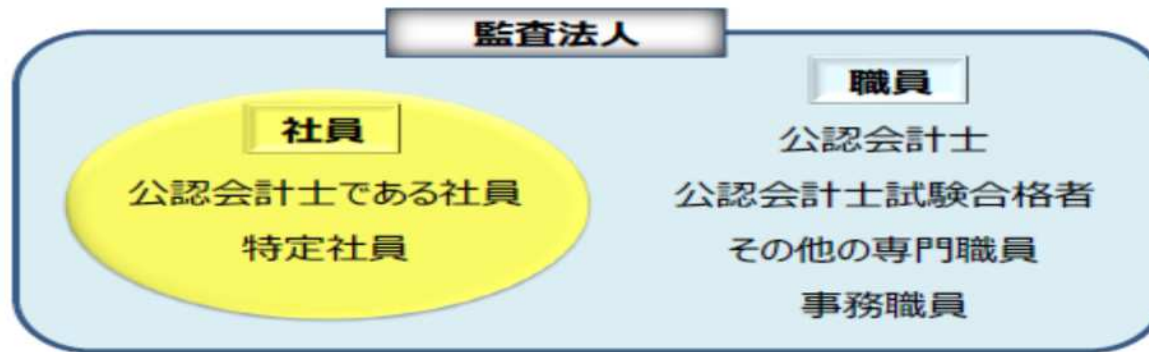 監査法人
社員
公認会計士である社員
特定社員
職員
公認会計士
公認会計士試験合格者
その他の専門職員
事務職員